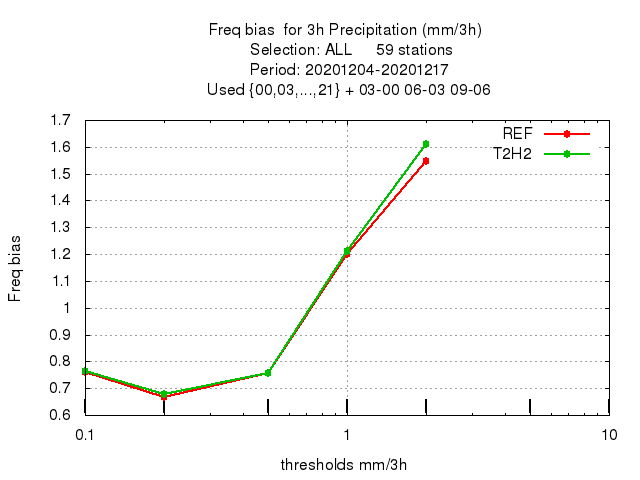 Freq bias  for 3h Precipitation (mm/3h)
Selection: ALL     59 stations
Period: 20201204-20201217
Used {00,03,...,21} + 03-00 06-03 09-06
1.7
1.6
1.5
1.4
1.3
1.2
1.1
1
0.9
0.8
0.7
0.6
Freq bias
REF
T2H2
0.1
1
10
thresholds mm/3h